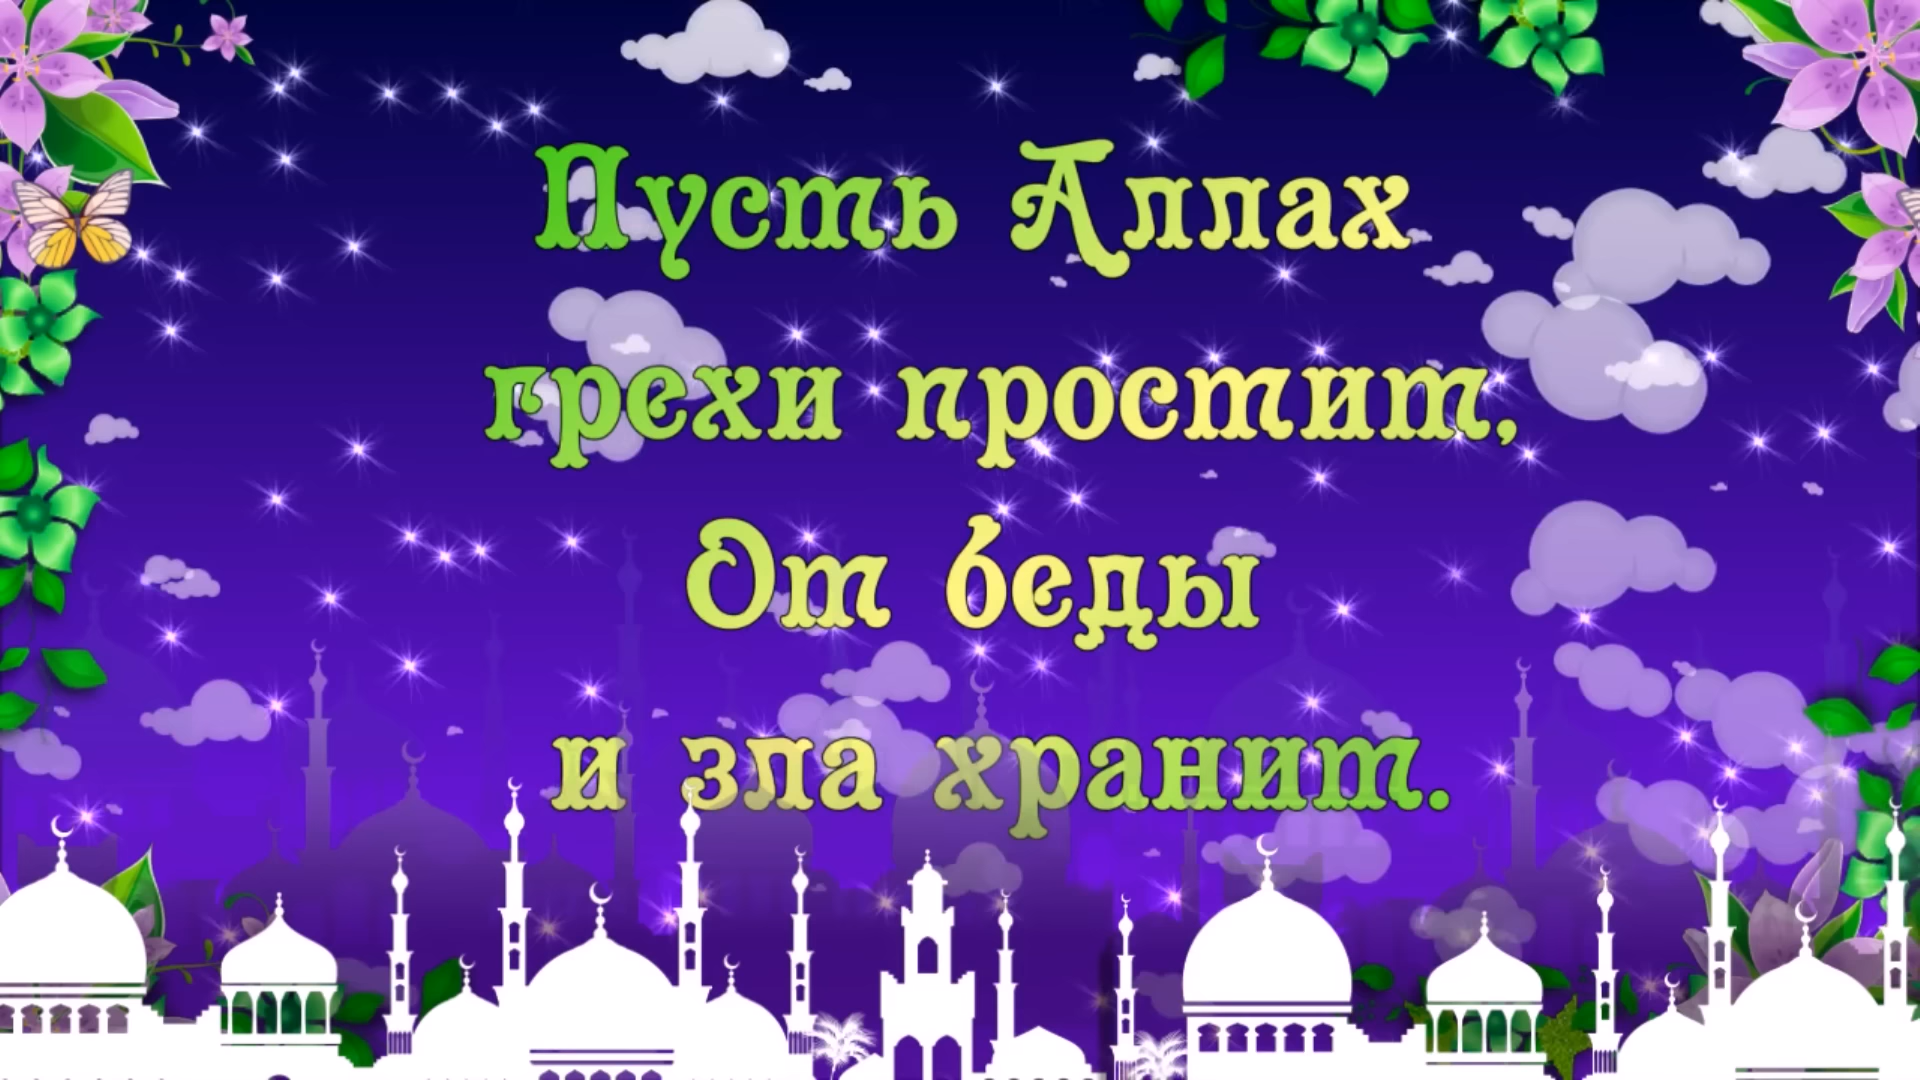 Пусть Аллах
грехи простит,
От беды
и зла хранит.